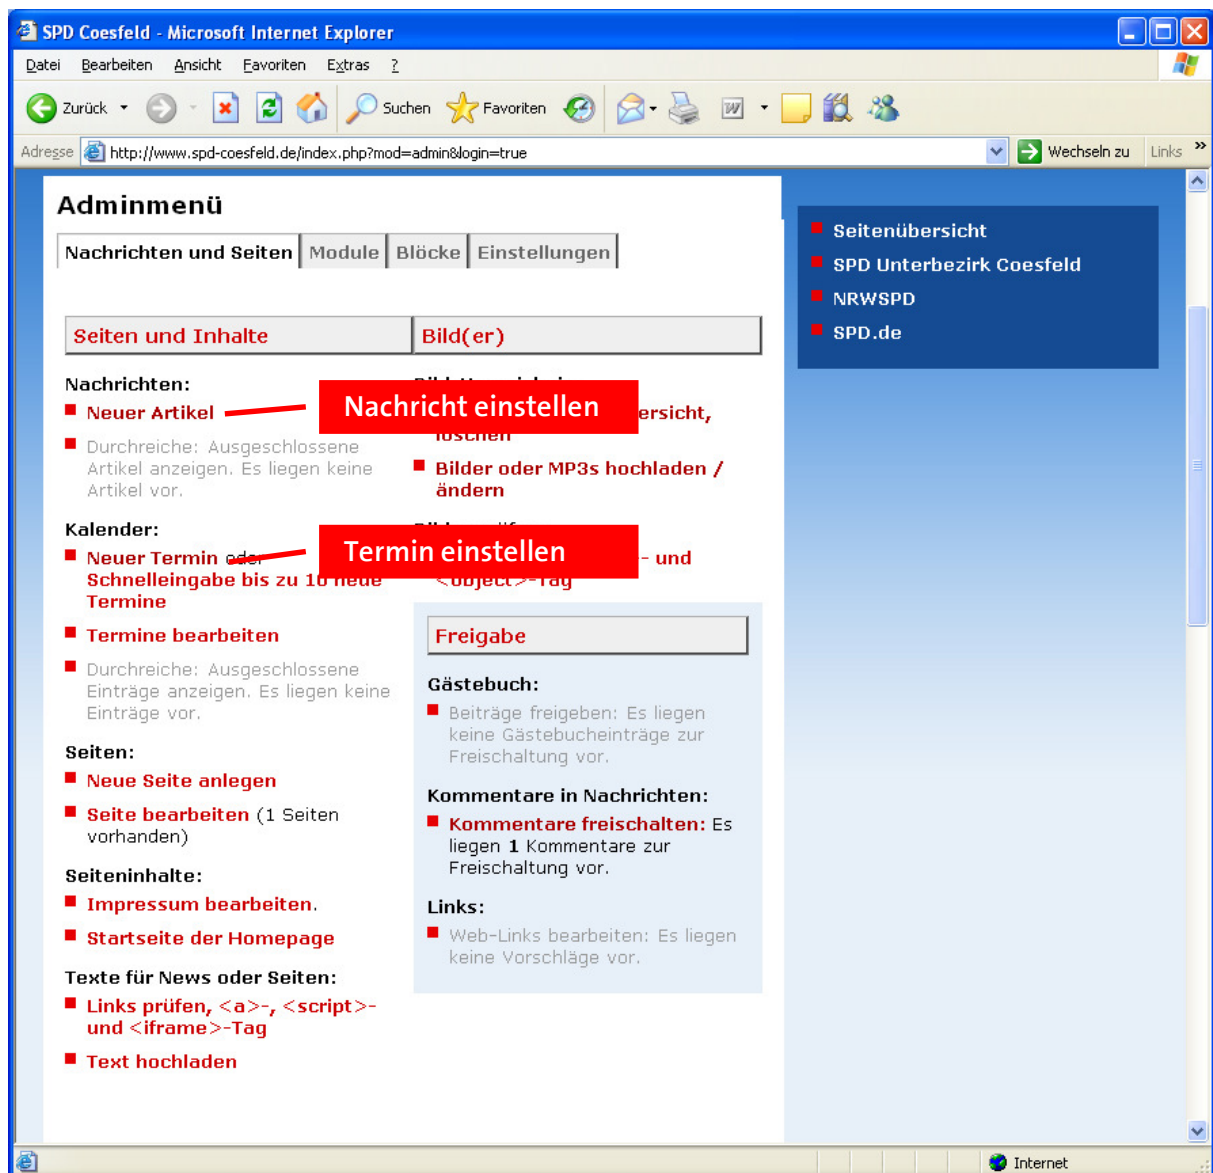 SPD Coesfeld - Microsoft Internet Explorer
Datei Bearbeiten Ansicht Favoriten Extras ?
Zurück Suchen Favoriten
Adresse http://www.spd-coesfeld.de/index.php?mod=admin&login=true Wechseln zu Links »
Adminmenü
Nachrichten und Seiten Module Blöcke Einstellungen
Seiten und Inhalte
Nachrichten:
Neuer Artikel
Durchreiche: Ausgeschlossene
Artikel anzeigen. Es liegen keine
Artikel vor.
Kalender:
Neuer Termin oder
Schnelleingabe bis zu 10 neue
Termine
Termine bearbeiten
Durchreiche: Ausgeschlossene
Einträge anzeigen. Es liegen keine
Einträge vor.
Seiten:
Neue Seite anlegen
Seite bearbeiten (1 Seiten
vorhanden)
Seiteninhalte:
Impressum bearbeiten.
Startseite der Homepage
Texte für News oder Seiten:
Links prüfen, <a>-, <script>-
und <iframe>-Tag
Text hochladen
Bild(er)
Nachricht einstellen
löschen
Bilder oder MP3s hochladen /
ändern
Termin einstellen
- und
<object>-Tag
Freigabe
Gästebuch:
Beiträge freigeben: Es liegen
keine Gästebucheinträge zur
Freischaltung vor.
Kommentare in Nachrichten:
Kommentare freischalten: Es
liegen 1 Kommentare zur
Freischaltung vor.
Links:
Web-Links bearbeiten: Es liegen
keine Vorschläge vor.
Seitenübersicht
SPD Unterbezirk Coesfeld
NRWSPD
SPD.de
Internet